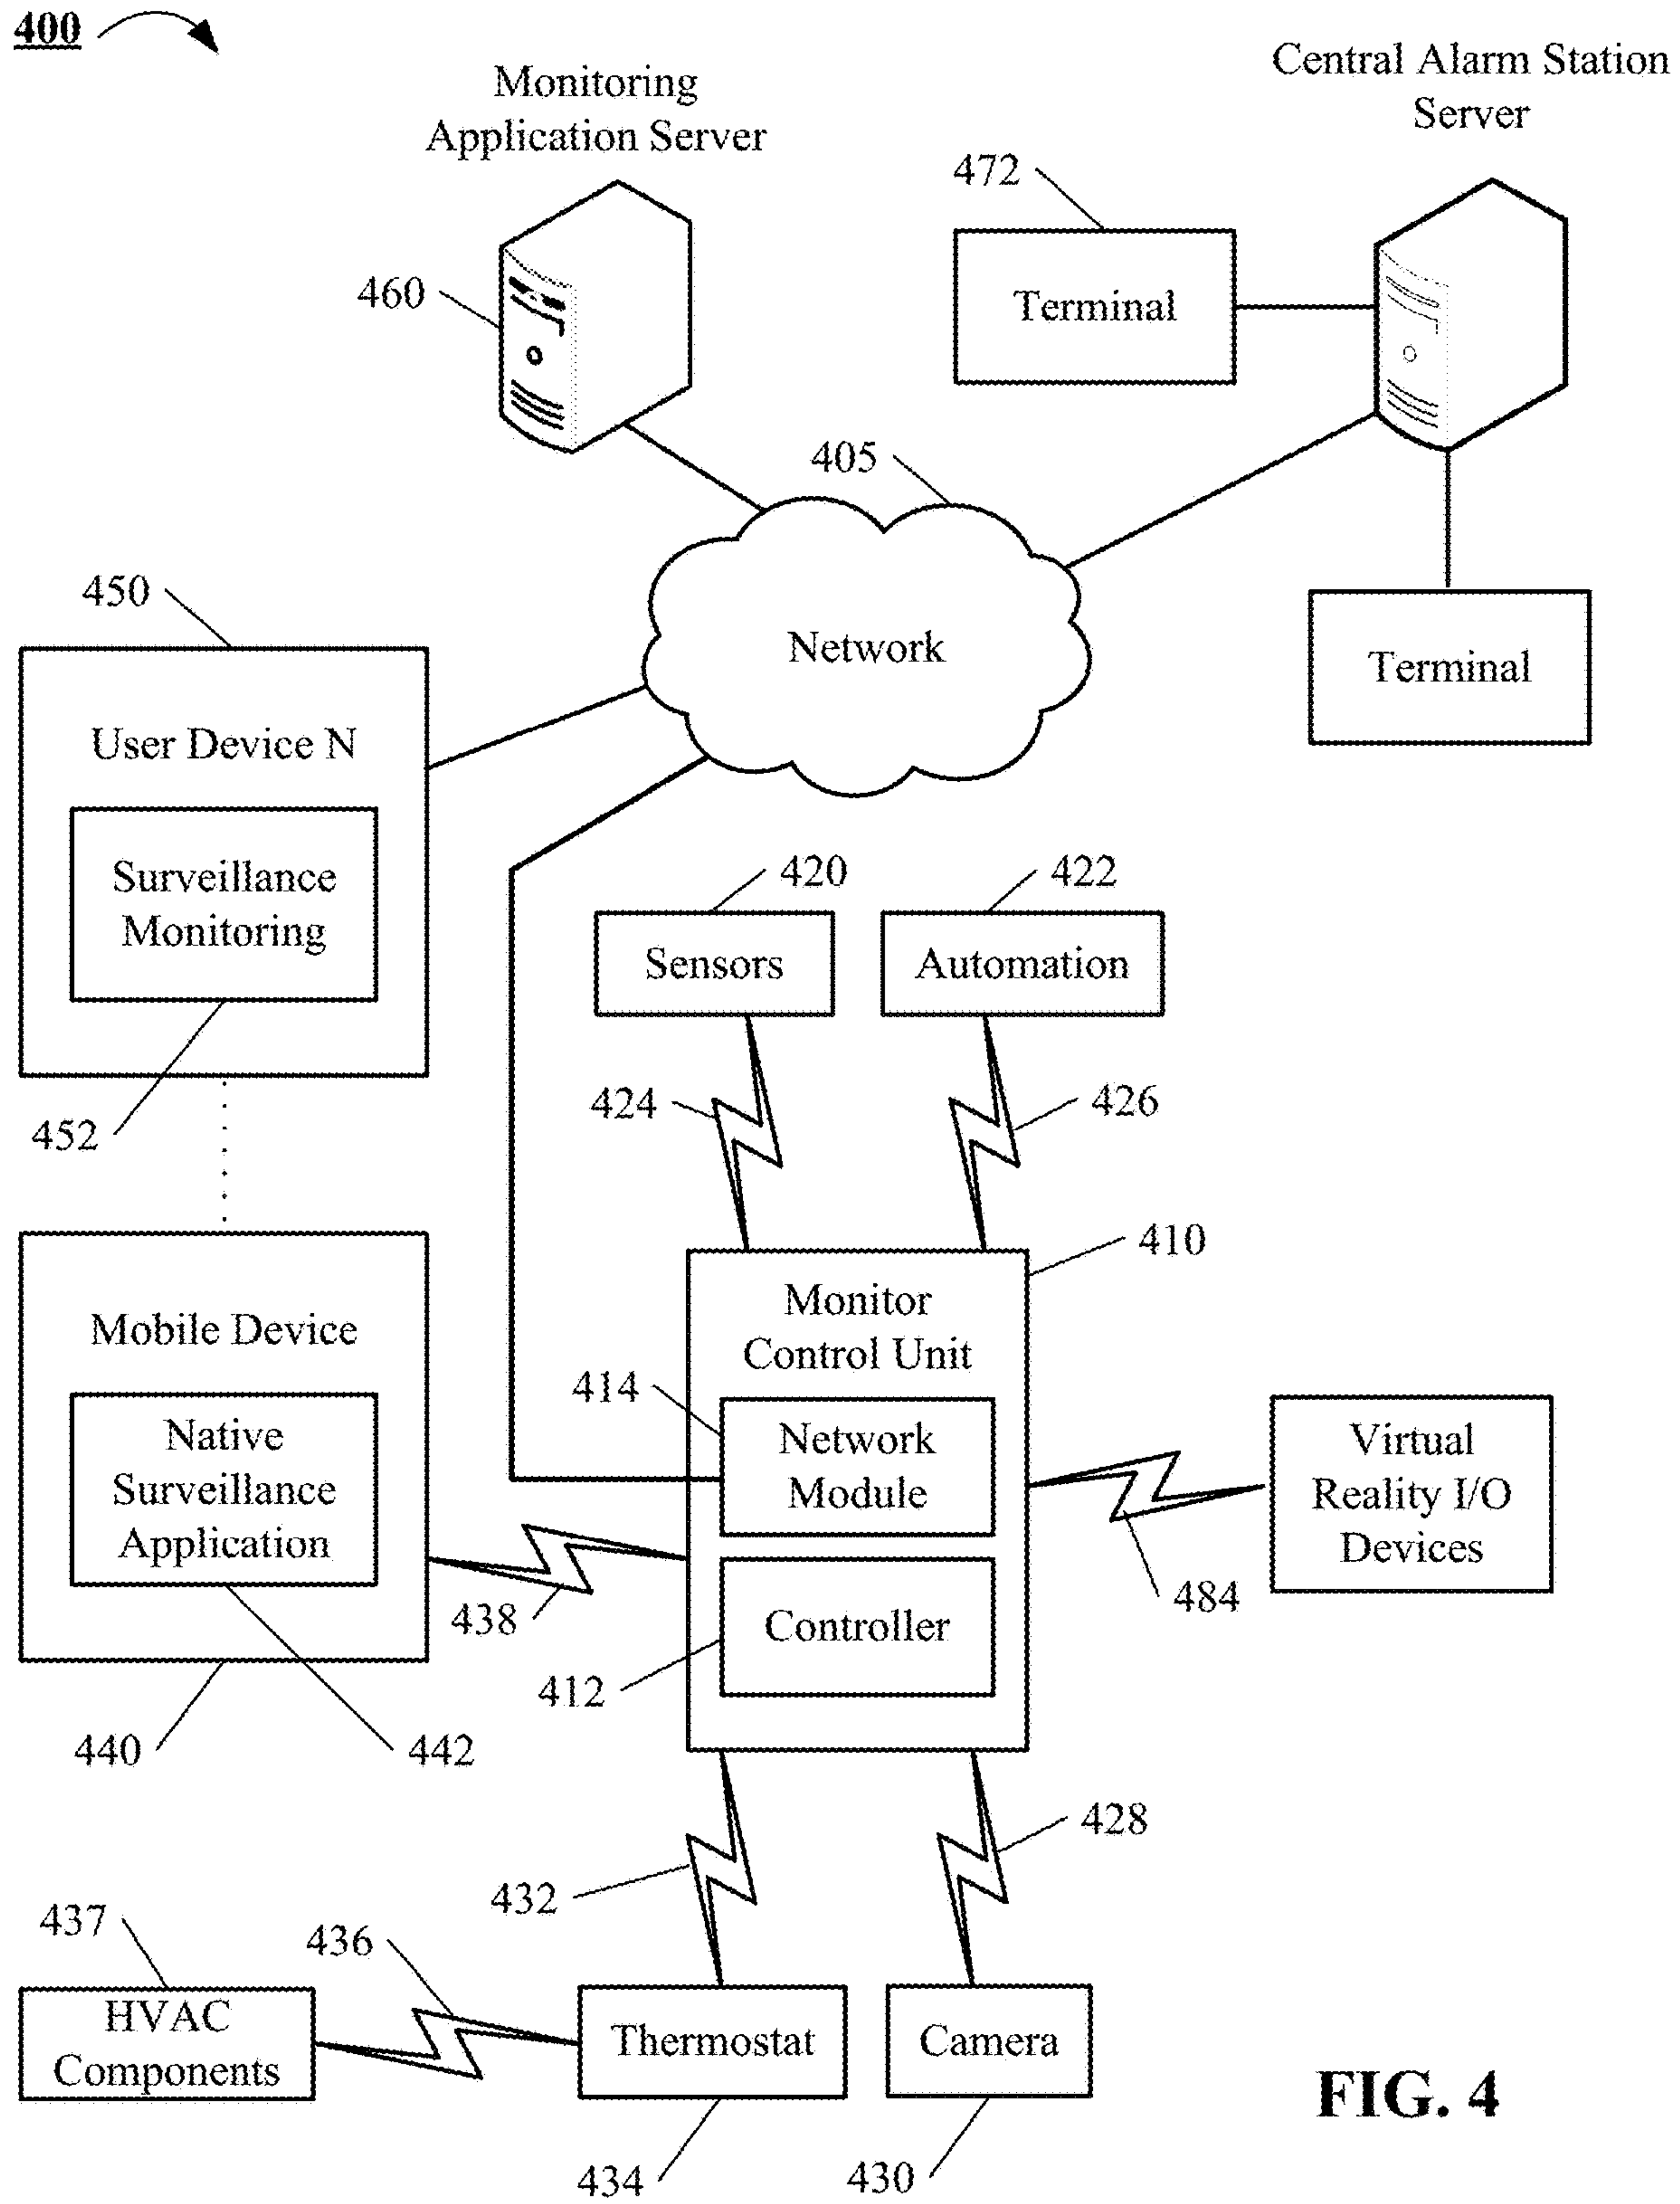 400
Monitoring
Application Server
Central Alarm Station
Server
472
Terminal
460
405
Network
Terminal
450
User Device N
Surveillance
Monitoring
452
420
Sensors
422
Automation
424
426
410
Monitor
Control Unit
414
Network
Module
Controller
412
Mobile Device
Native
Surveillance
Application
438
440
442
Virtual
Reality I/O
Devices
484
432
428
437
HVAC
Components
436
Thermostat
434
Camera
430
FIG. 4